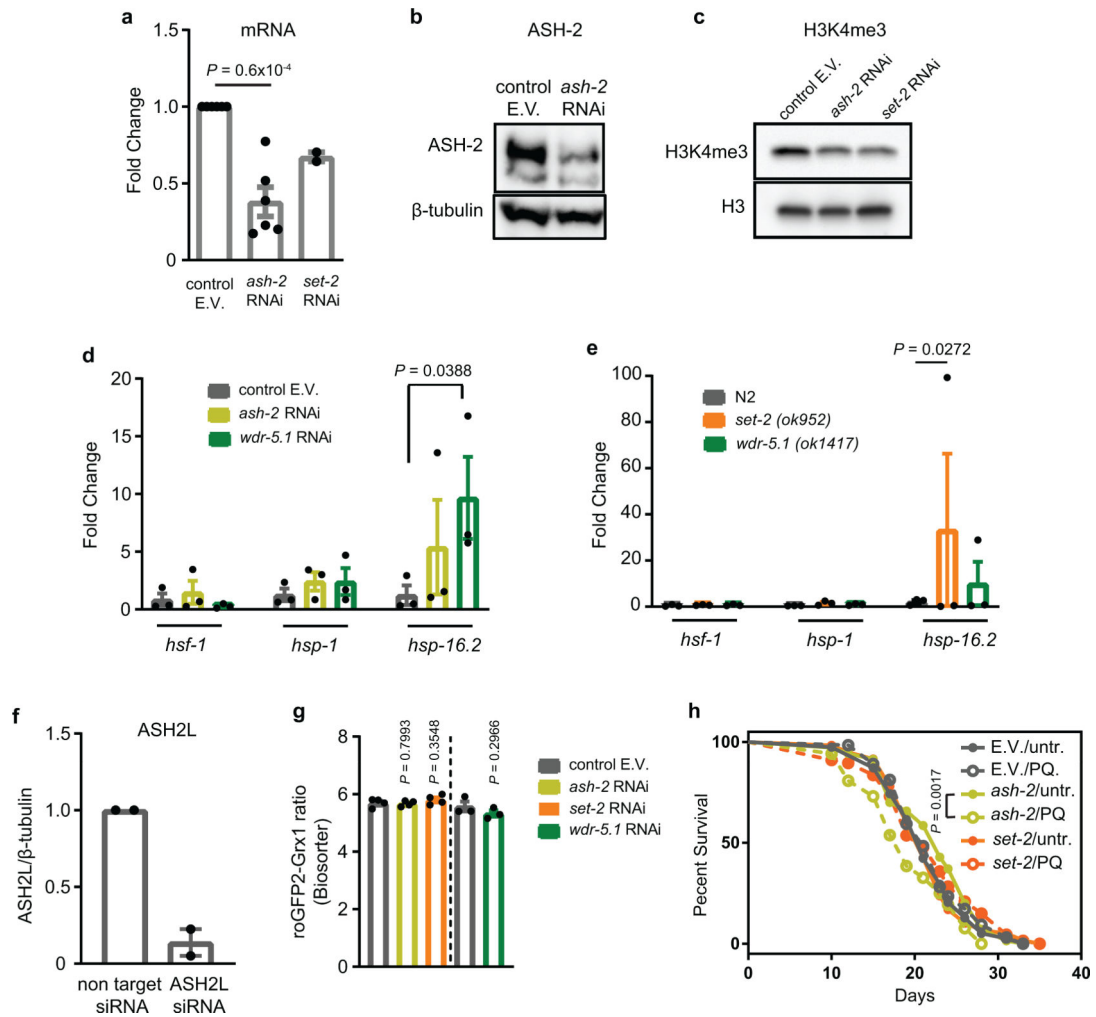 a
mRNA
P = 0.6x10⁻⁴
Fold Change
1.5
1.0
0.5
0
control
E.V.
ash-2
RNAi
set-2
RNAi
b
ASH-2
control
E.V.
ash-2
RNAi
ASH-2
β-tubulin
c
H3K4me3
control E.V.
ash-2 RNAi
set-2 RNAi
H3K4me3
H3
d
P = 0.0388
Fold Change
20
15
10
5
0
control E.V.
ash-2 RNAi
wdr-5.1 RNAi
hsf-1
hsp-1
hsp-16.2
e
P = 0.0272
Fold Change
100
80
60
40
20
0
N2
set-2 (ok952)
wdr-5.1 (ok1417)
hsf-1
hsp-1
hsp-16.2
f
ASH2L
ASH2L/β-tubulin
1.5
1.0
0.5
0
non target
siRNA
ASH2L
siRNA
g
roGFP2-Grx1 ratio
(Biosorter)
8
6
4
2
0
P = 0.7993
P = 0.3548
P = 0.2966
control E.V.
ash-2 RNAi
set-2 RNAi
wdr-5.1 RNAi
h
Pecent Survival
100
50
0
0
10
20
30
40
Days
P = 0.0017
E.V./untr.
E.V./PQ.
ash-2/untr.
ash-2/PQ
set-2/untr.
set-2/PQ